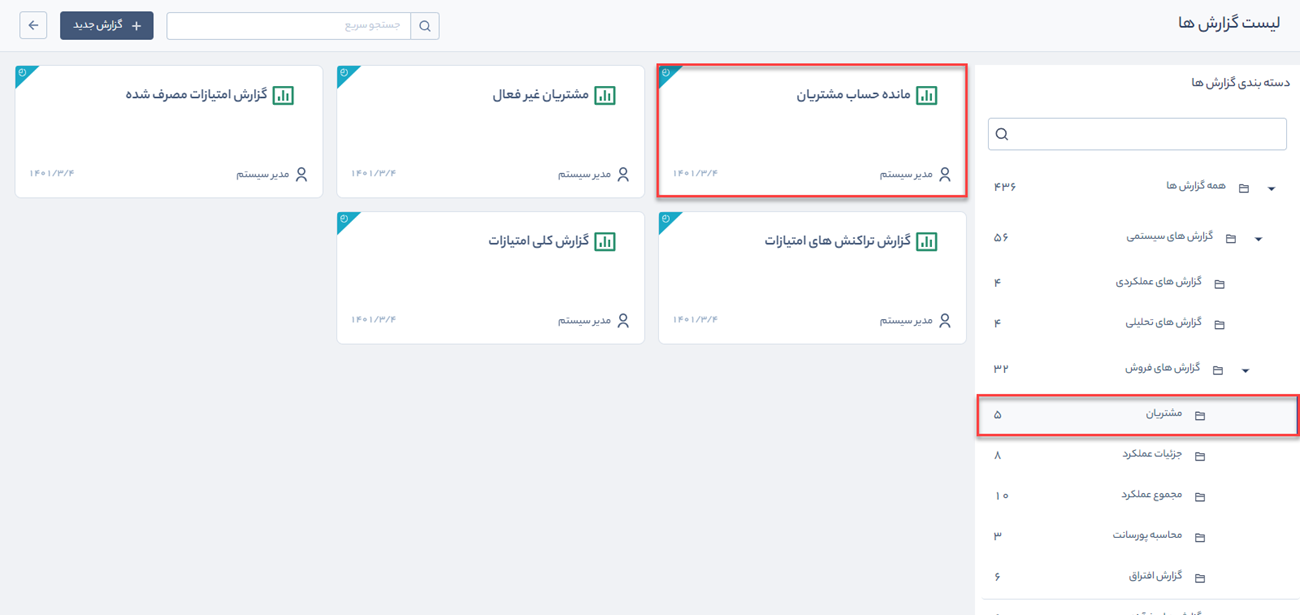 لیست گزارش ها
جستجو سریع
+ گزارش جدید
دسته بندی گزارش ها
همه گزارش ها ۴۳۶
گزارش های سیستمی ۵۶
گزارش های عملکردی ۴
گزارش های تحلیلی ۴
گزارش های فروش ۳۲
مشتریان ۵
جزئیات عملکرد ۸
مجموع عملکرد ۱۰
محاسبه پورسانت ۳
گزارش افتراق ۶
مانده حساب مشتریان
مدیر سیستم ۱۴۰۱/۳/۴
مشتریان غیر فعال
مدیر سیستم ۱۴۰۱/۳/۴
گزارش امتیازات مصرف شده
مدیر سیستم ۱۴۰۱/۳/۴
گزارش تراکنش های امتیازات
مدیر سیستم ۱۴۰۱/۳/۴
گزارش کلی امتیازات
مدیر سیستم ۱۴۰۱/۳/۴